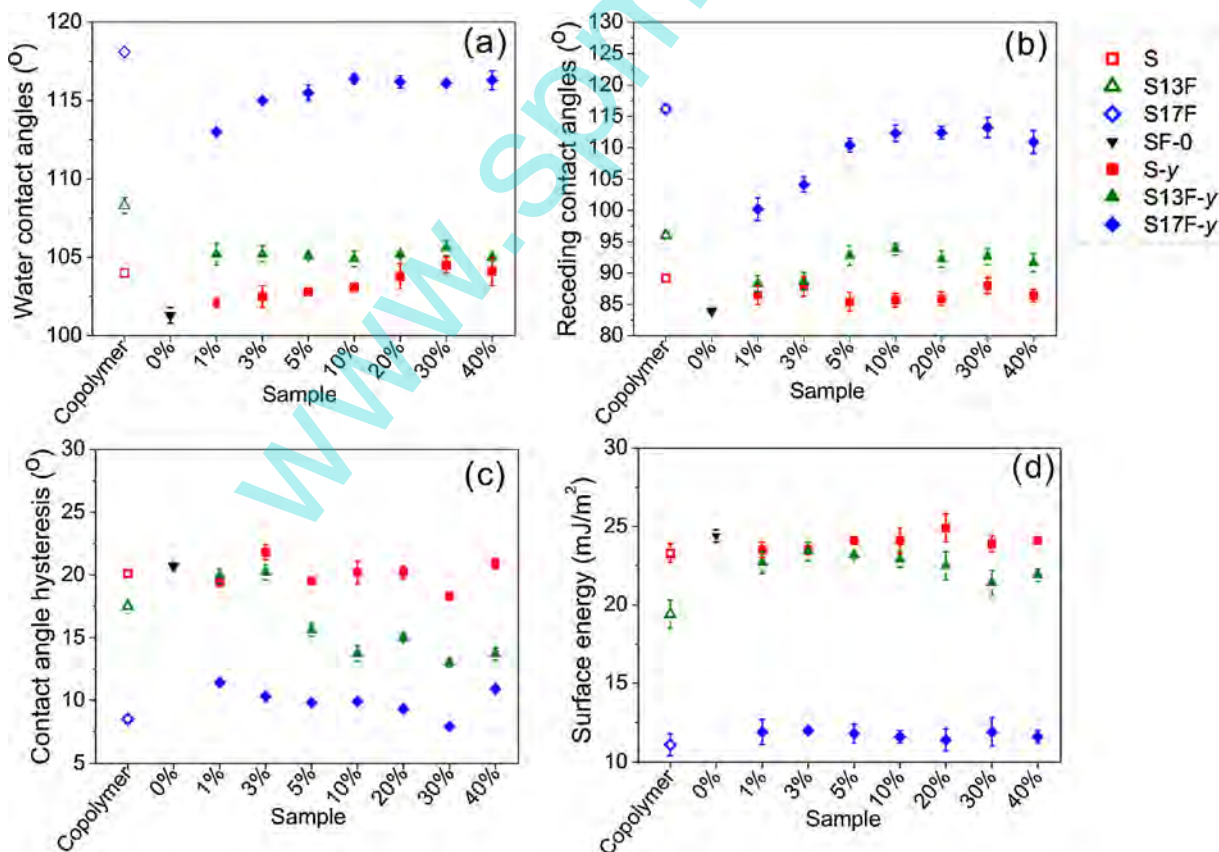 (a)
Water contact angles (°)
120
115
110
105
100
Copolymer
0%
1%
3%
5%
10%
20%
30%
40%
Sample
(b)
Receding contact angles (°)
130
125
120
115
110
105
100
95
90
85
80
Copolymer
0%
1%
3%
5%
10%
20%
30%
40%
Sample
S
S13F
S17F
SF-0
S-y
S13F-y
S17F-y
(c)
Contact angle hysteresis (°)
30
25
20
15
10
5
Copolymer
0%
1%
3%
5%
10%
20%
30%
40%
Sample
(d)
Surface energy (mJ/m²)
30
25
20
15
10
Copolymer
0%
1%
3%
5%
10%
20%
30%
40%
Sample
www.spm